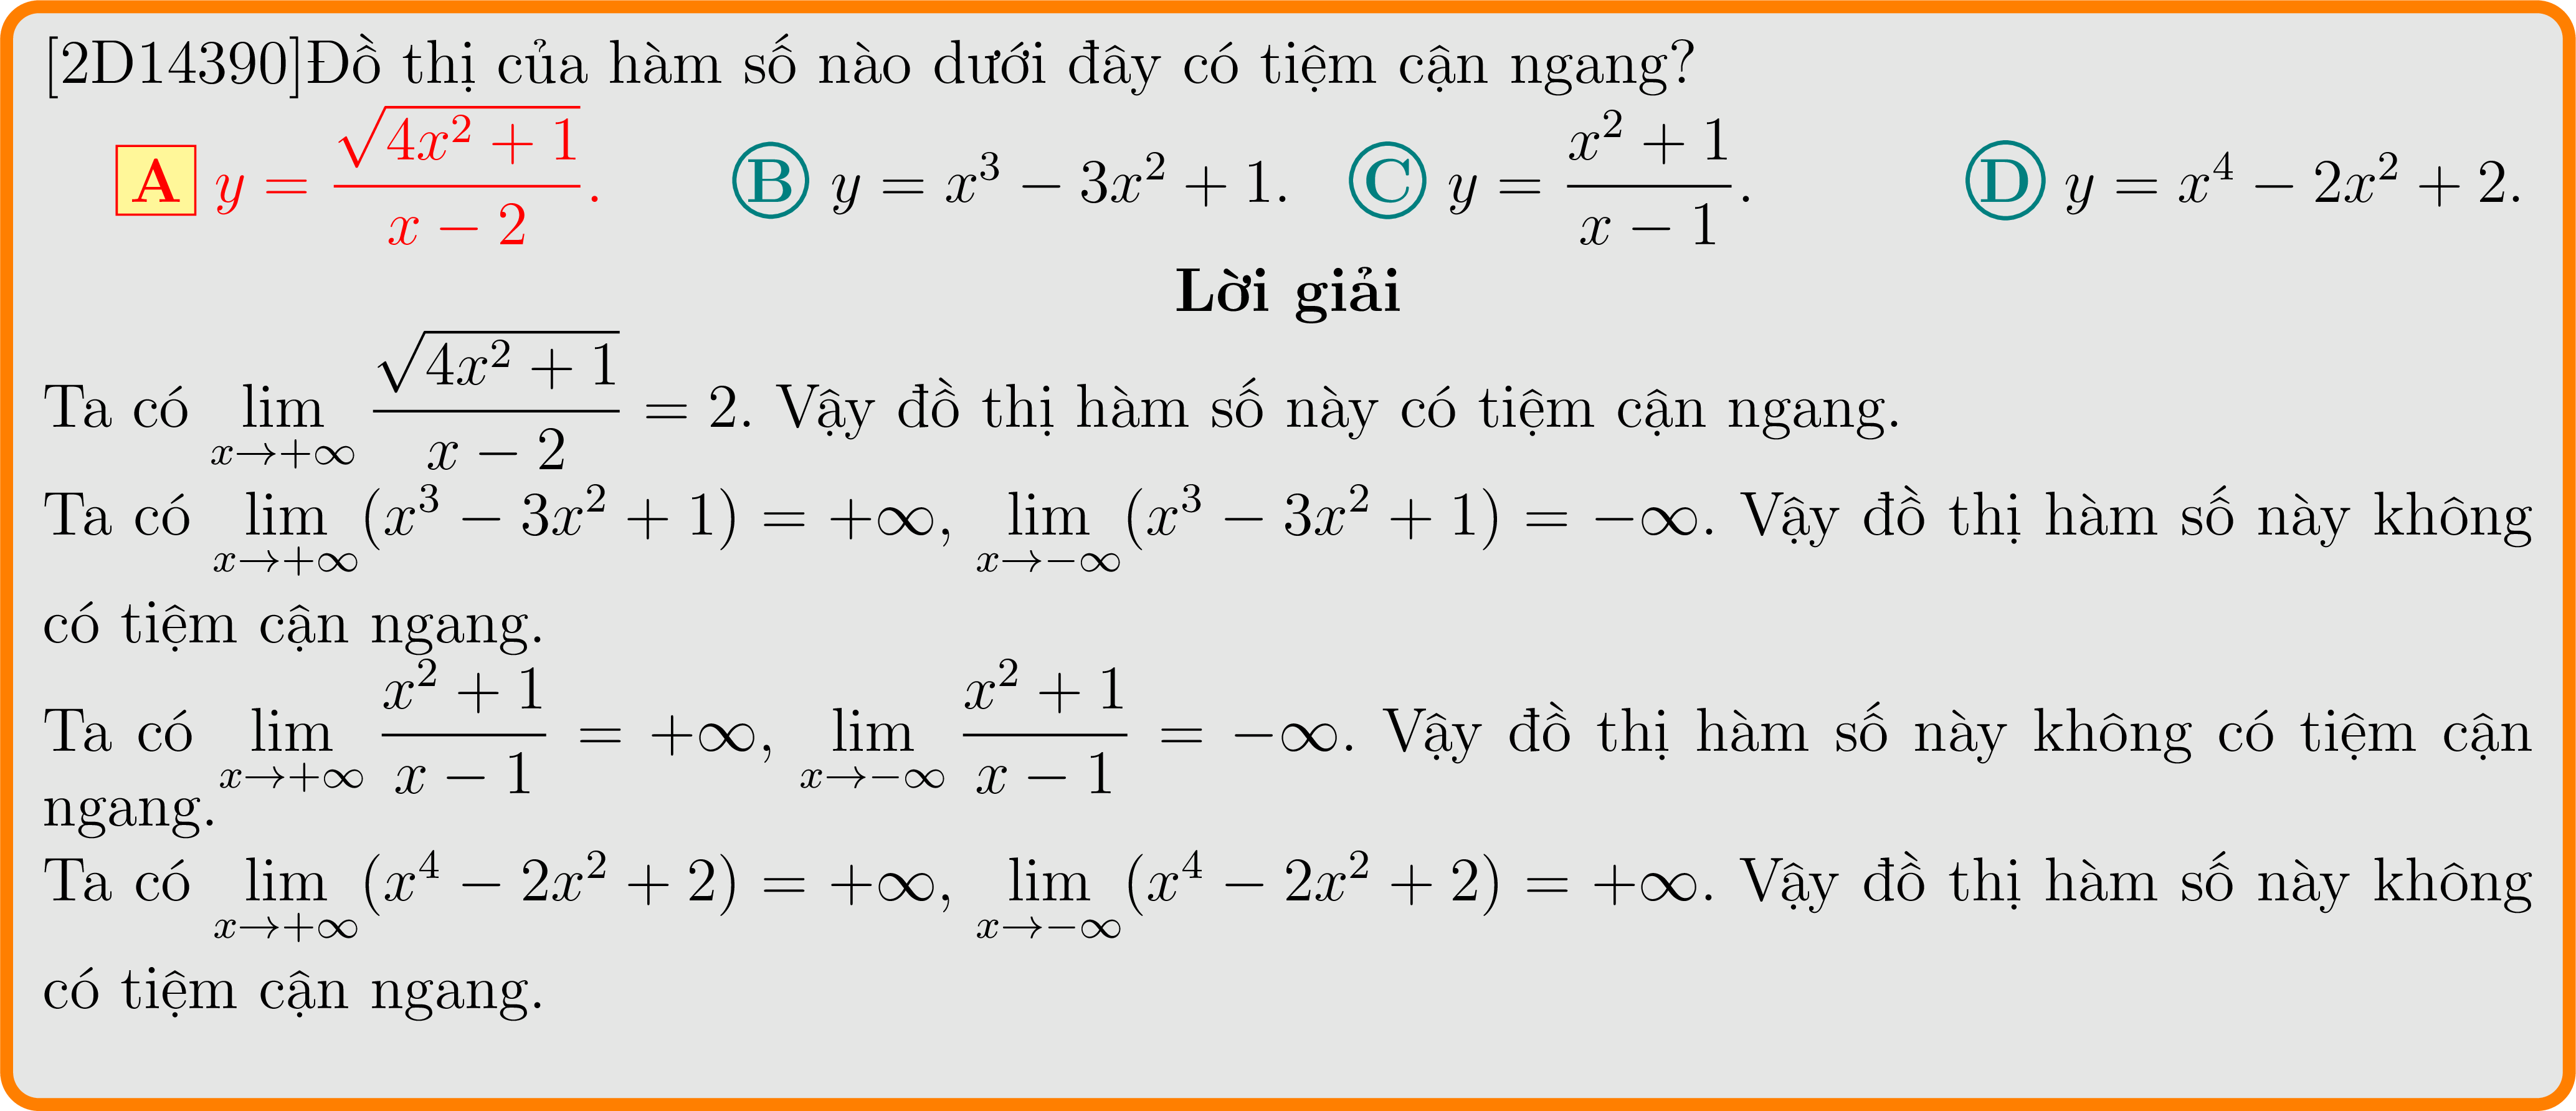 [2D14390]Đồ thị của hàm số nào dưới đây có tiệm cận ngang?
A $y = \dfrac{\sqrt{4x^2+1}}{x-2}$. B $y = x^3 - 3x^2 + 1$. C $y = \dfrac{x^2+1}{x-1}$. D $y = x^4 - 2x^2 + 2$.
Lời giải
Ta có $\lim\limits_{x\to+\infty} \dfrac{\sqrt{4x^2+1}}{x-2} = 2$. Vậy đồ thị hàm số này có tiệm cận ngang.
Ta có $\lim\limits_{x\to+\infty}(x^3 - 3x^2 + 1) = +\infty$, $\lim\limits_{x\to-\infty}(x^3 - 3x^2 + 1) = -\infty$. Vậy đồ thị hàm số này không
có tiệm cận ngang.
Ta có $\lim\limits_{x\to+\infty} \dfrac{x^2+1}{x-1} = +\infty$, $\lim\limits_{x\to-\infty} \dfrac{x^2+1}{x-1} = -\infty$. Vậy đồ thị hàm số này không có tiệm cận
ngang.
Ta có $\lim\limits_{x\to+\infty}(x^4 - 2x^2 + 2) = +\infty$, $\lim\limits_{x\to-\infty}(x^4 - 2x^2 + 2) = +\infty$. Vậy đồ thị hàm số này không
có tiệm cận ngang.